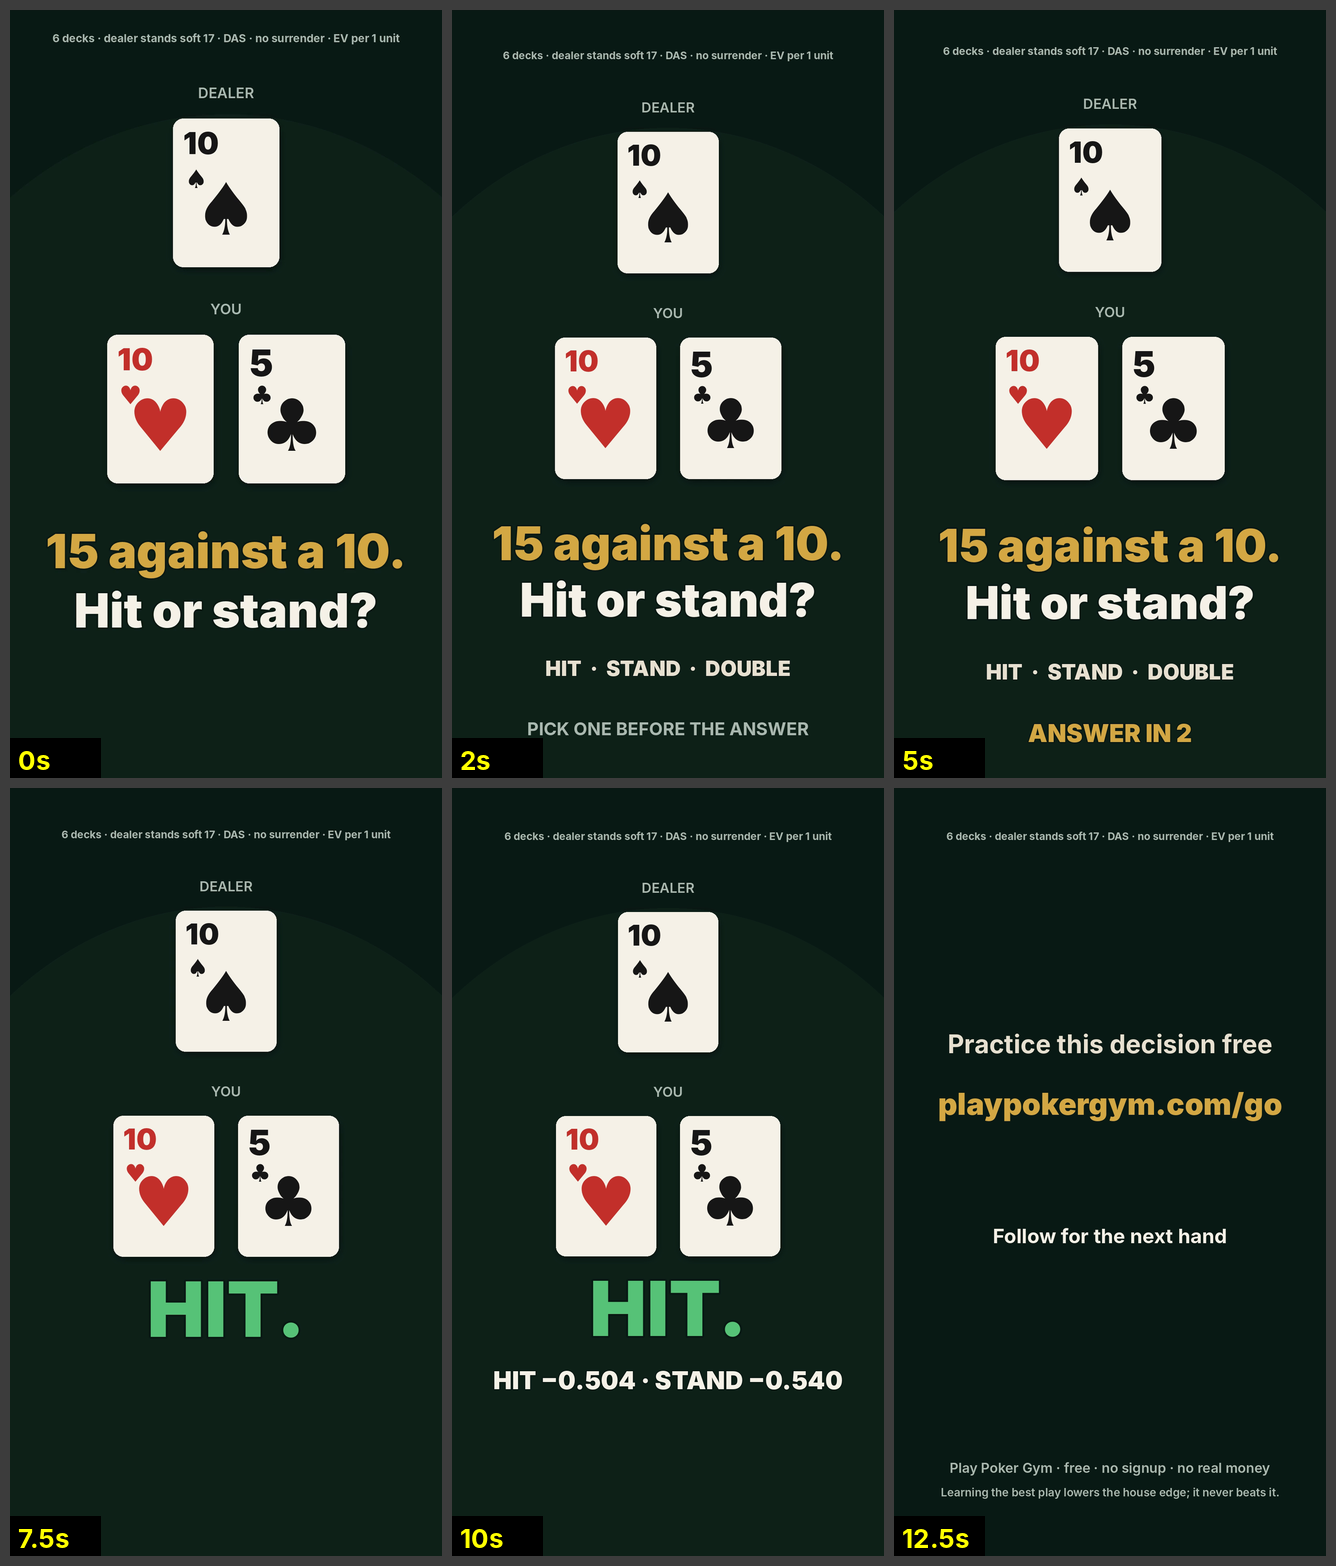 6 decks · dealer stands soft 17 · DAS · no surrender · EV per 1 unit
DEALER
10
YOU
10
5
15 against a 10.
Hit or stand?
0s
6 decks · dealer stands soft 17 · DAS · no surrender · EV per 1 unit
DEALER
10
YOU
10
5
15 against a 10.
Hit or stand?
HIT · STAND · DOUBLE
PICK ONE BEFORE THE ANSWER
2s
6 decks · dealer stands soft 17 · DAS · no surrender · EV per 1 unit
DEALER
10
YOU
10
5
15 against a 10.
Hit or stand?
HIT · STAND · DOUBLE
ANSWER IN 2
5s
6 decks · dealer stands soft 17 · DAS · no surrender · EV per 1 unit
DEALER
10
YOU
10
5
HIT.
7.5s
6 decks · dealer stands soft 17 · DAS · no surrender · EV per 1 unit
DEALER
10
YOU
10
5
HIT.
HIT −0.504 · STAND −0.540
10s
6 decks · dealer stands soft 17 · DAS · no surrender · EV per 1 unit
Practice this decision free
playpokergym.com/go
Follow for the next hand
Play Poker Gym · free · no signup · no real money
Learning the best play lowers the house edge; it never beats it.
12.5s